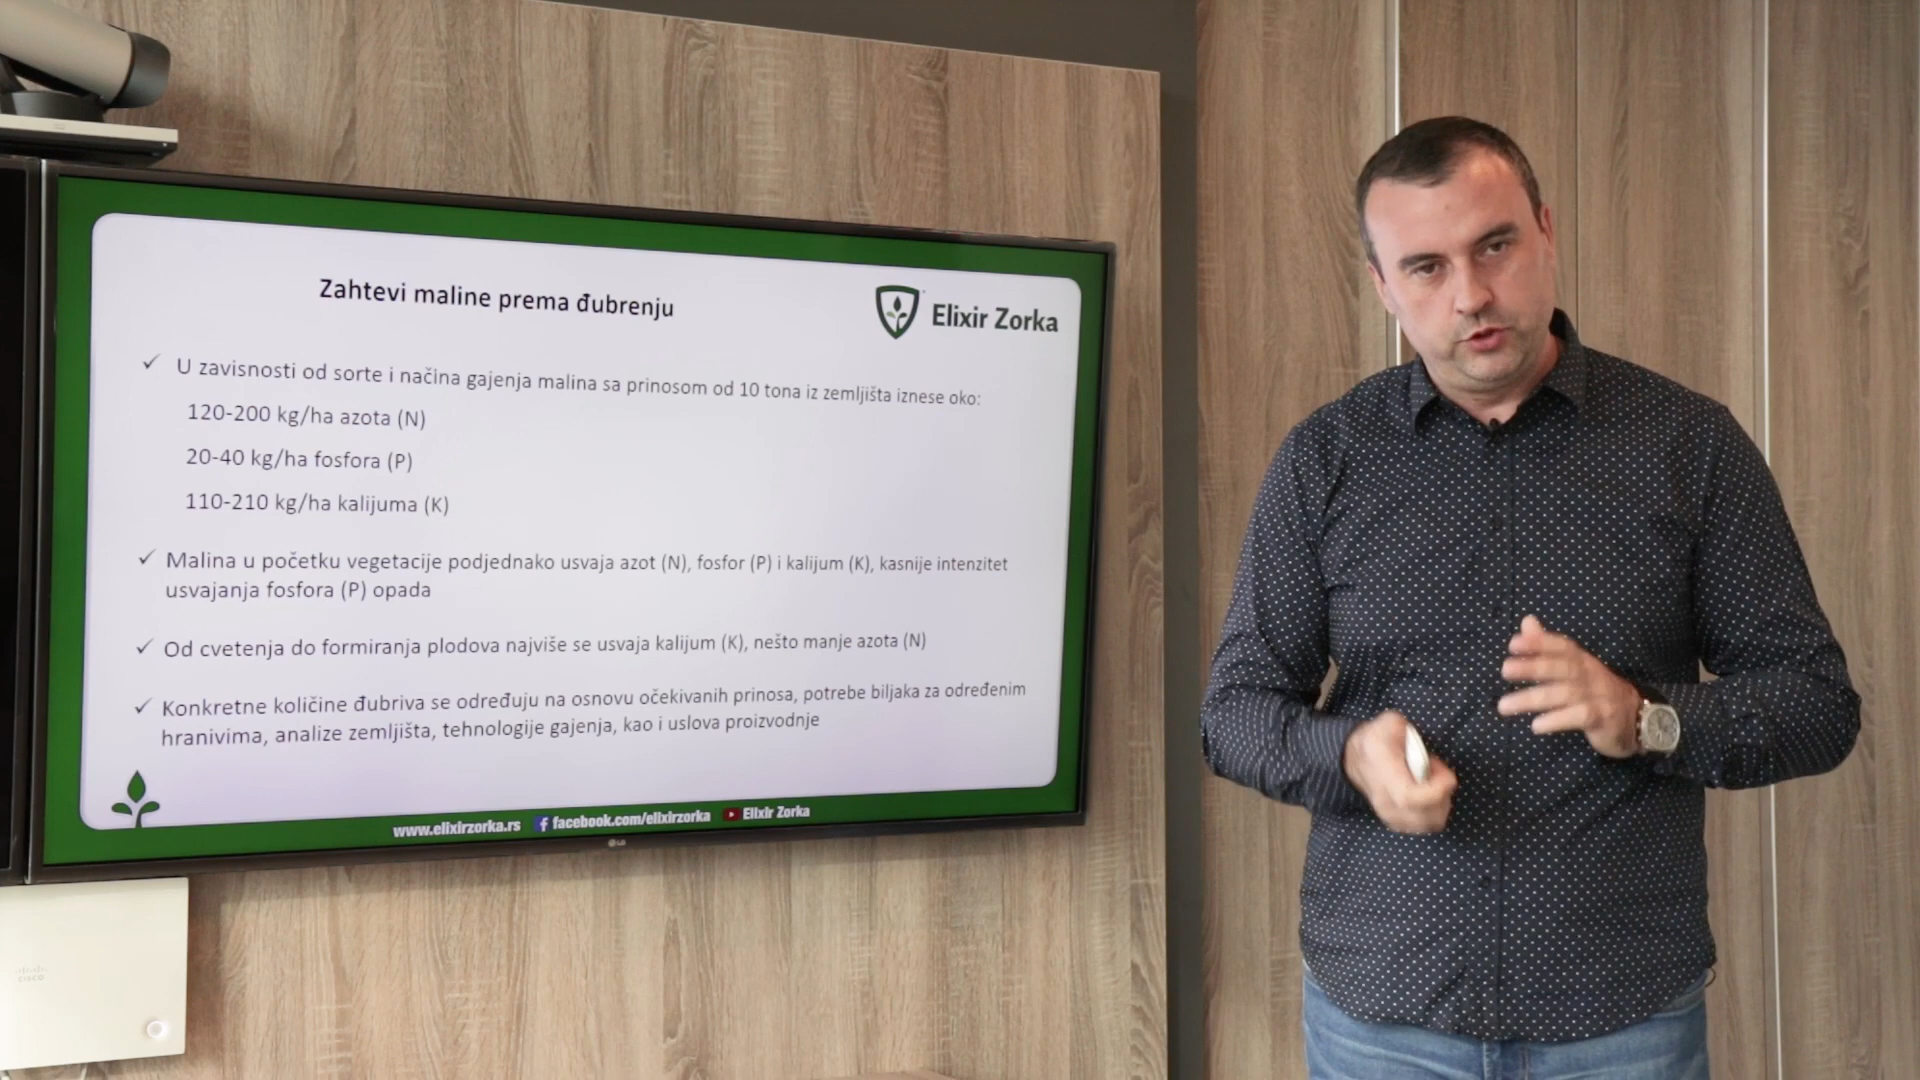 Zahtevi maline prema đubrenju
Elixir Zorka
U zavisnosti od sorte i načina gajenja malina sa prinosom od 10 tona iz zemljišta iznese oko:
120-200 kg/ha azota (N)
20-40 kg/ha fosfora (P)
110-210 kg/ha kalijuma (K)
Malina u početku vegetacije podjednako usvaja azot (N), fosfor (P) i kalijum (K), kasnije intenzitet
usvajanja fosfora (P) opada
Od cvetenja do formiranja plodova najviše se usvaja kalijum (K), nešto manje azota (N)
Konkretne količine đubriva se određuju na osnovu očekivanih prinosa, potrebe biljaka za određenim
hranivima, analize zemljišta, tehnologije gajenja, kao i uslova proizvodnje
www.elixirzorka.rs facebook.com/elixirzorka Elixir Zorka
LG
CISCO